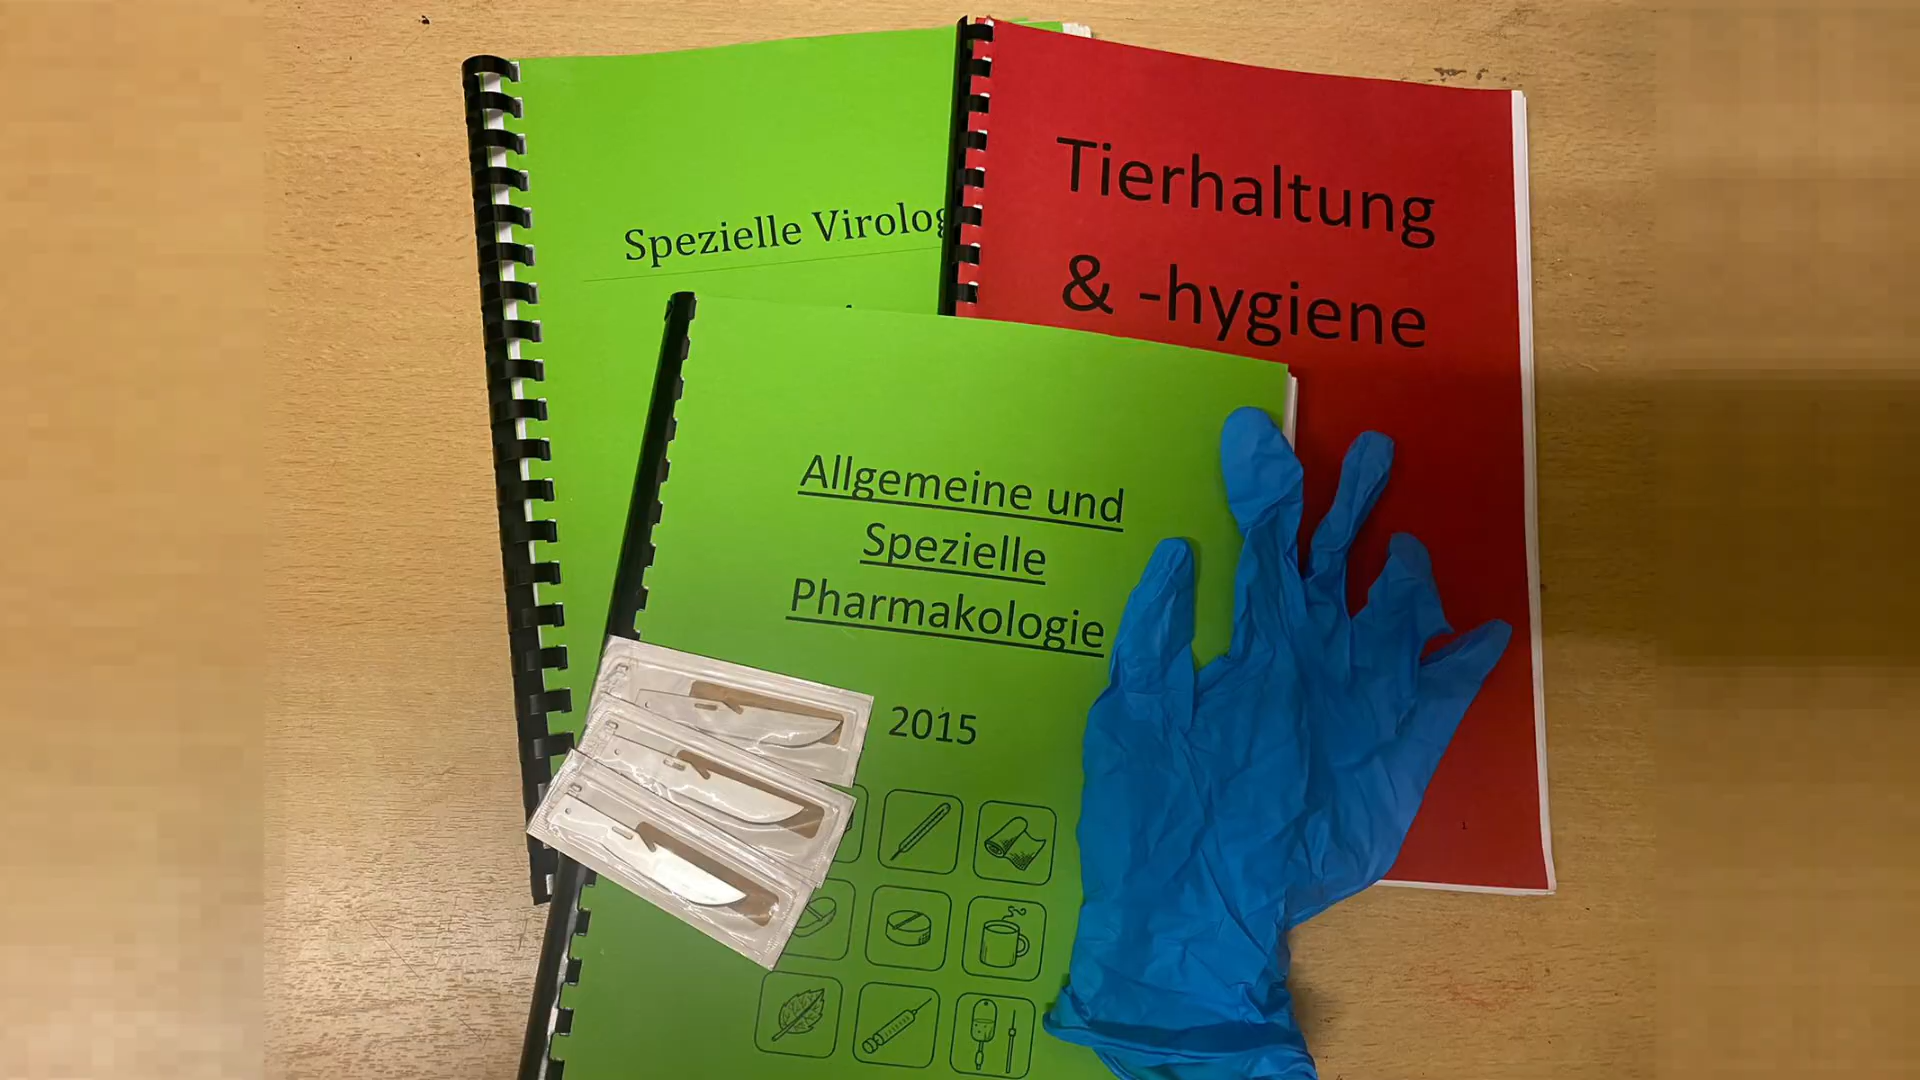 Spezielle Virolog
Tierhaltung
& -hygiene
Allgemeine und
Spezielle
Pharmakologie
2015